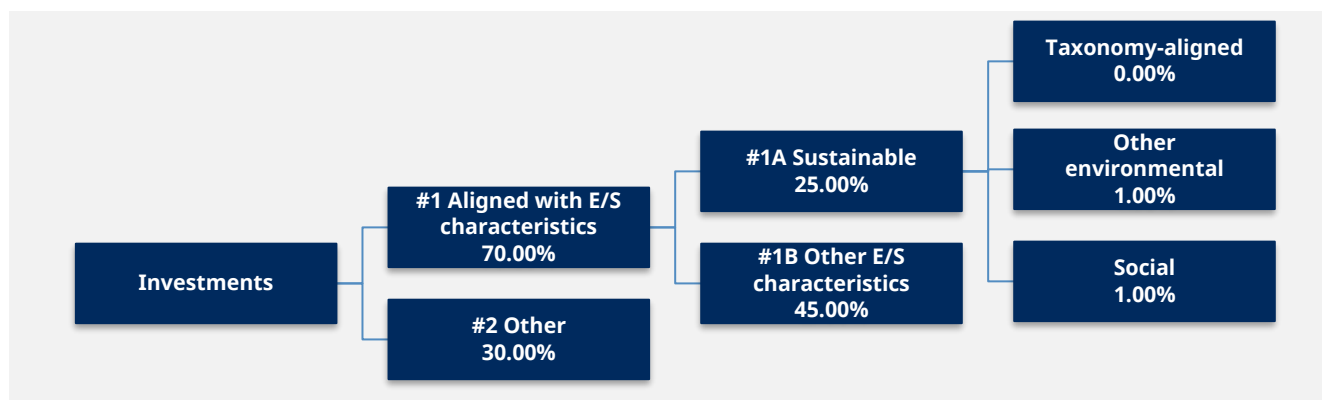 Investments
#1 Aligned with E/S
characteristics
70.00%
#2 Other
30.00%
#1A Sustainable
25.00%
#1B Other E/S
characteristics
45.00%
Taxonomy-aligned
0.00%
Other
environmental
1.00%
Social
1.00%